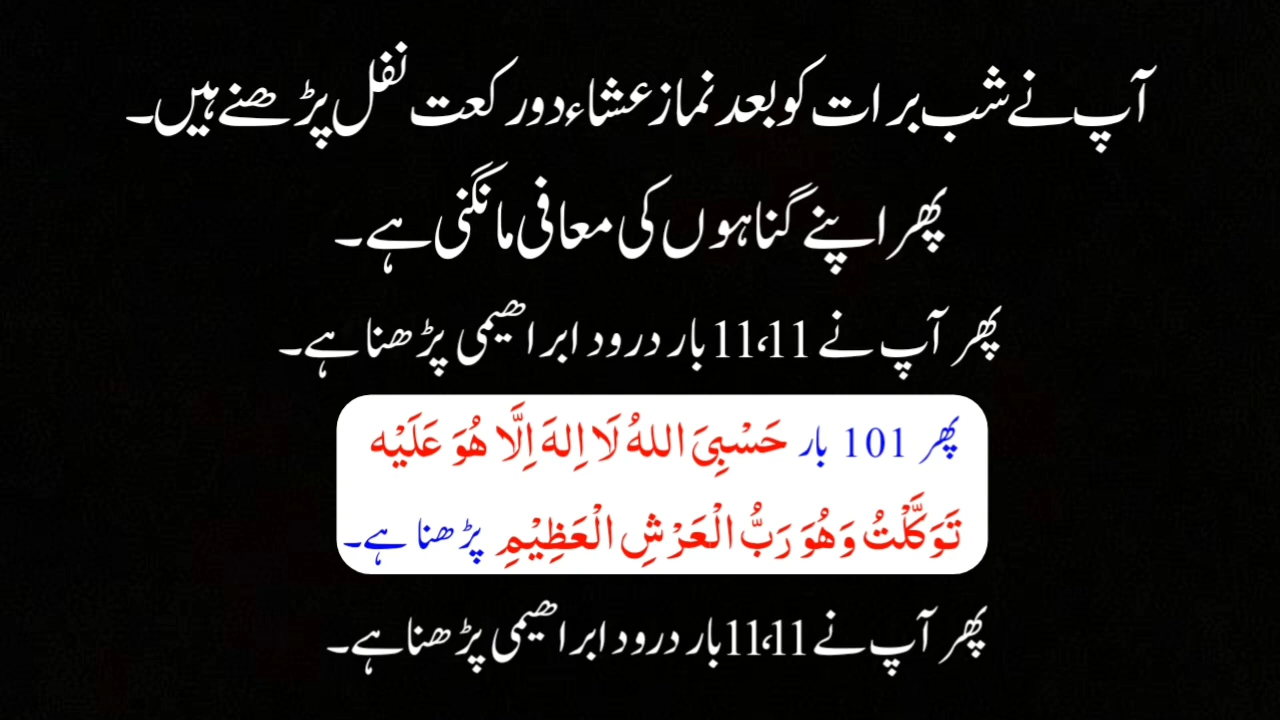 آپ نے شب برات کو بعد نماز عشاء دو رکعت نفل پڑھنے ہیں۔
پھر اپنے گناہوں کی معافی مانگنی ہے۔
پھر آپ نے 11،11 بار درود ابراھیمی پڑھنا ہے۔
پھر 101 بار حَسْبِیَ اللهُ لَا اِلهَ اِلَّا هُوَ عَلَيْه
تَوَكَّلْتُ وَهُوَ رَبُّ الْعَرْشِ الْعَظِيْمِ پڑھنا ہے۔
پھر آپ نے 11،11 بار درود ابراھیمی پڑھنا ہے۔